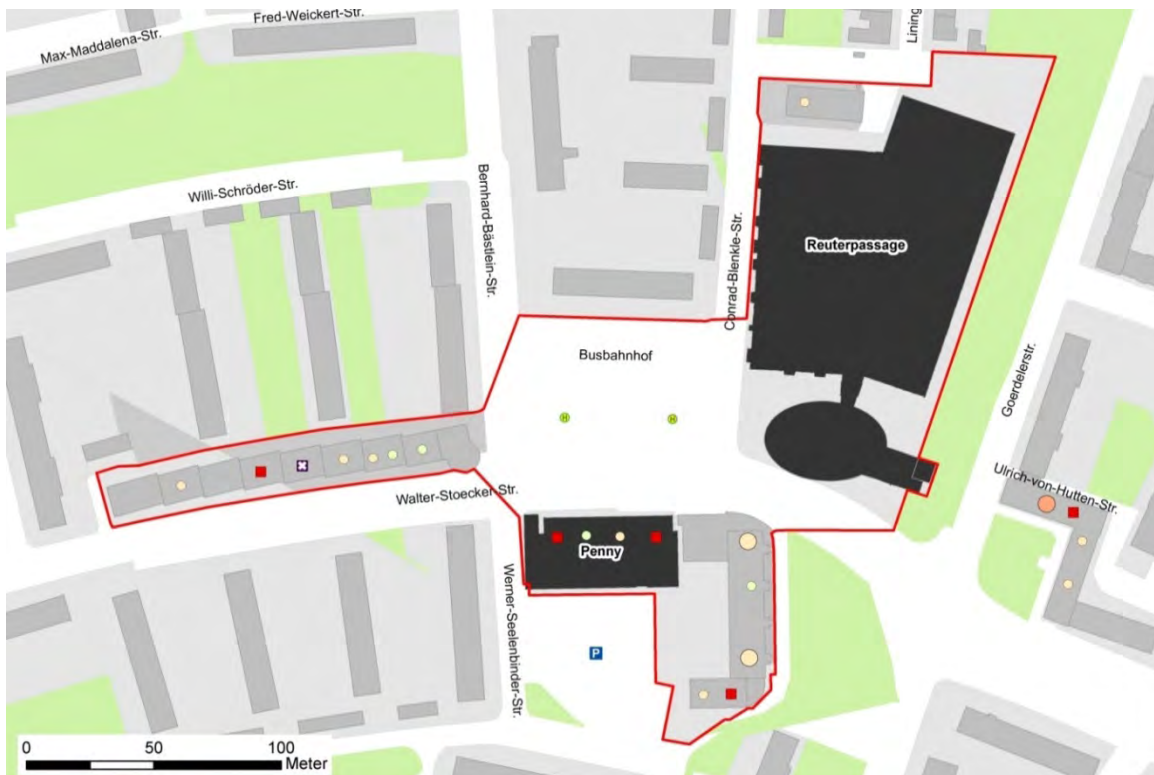 Fred-Weickert-Str.
Max-Maddalena-Str.
Lining
Willi-Schröder-Str.
Bernhard-Bästlein-Str.
Conrad-Blenkle-Str.
Reuterpassage
Busbahnhof
H
H
Goerdelerstr.
Ulrich-von-Hutten-Str.
Walter-Stoecker-Str.
Penny
Werner-Seelenbinder-Str.
P
0 50 100
Meter